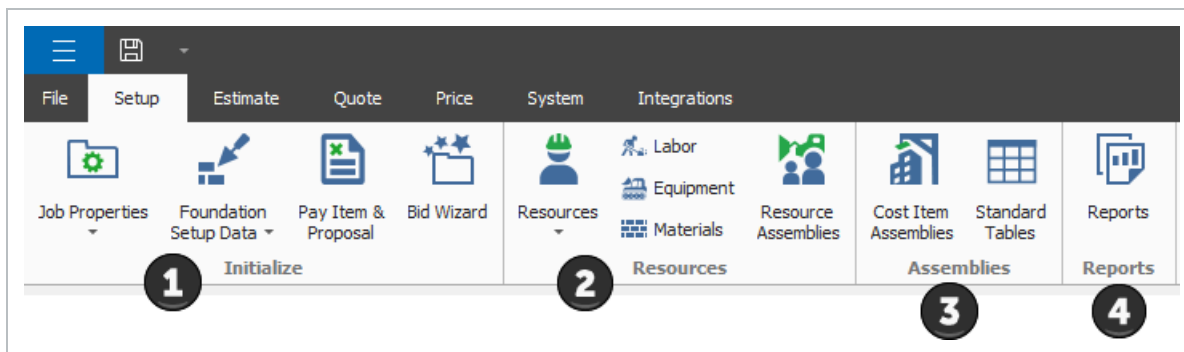 File Setup Estimate Quote Price System Integrations
Job Properties
Foundation
Setup Data
Pay Item &
Proposal
Bid Wizard
Initialize
Resources
Labor
Equipment
Materials
Resource
Assemblies
Resources
Cost Item
Assemblies
Standard
Tables
Assemblies
Reports
Reports
1
2
3
4